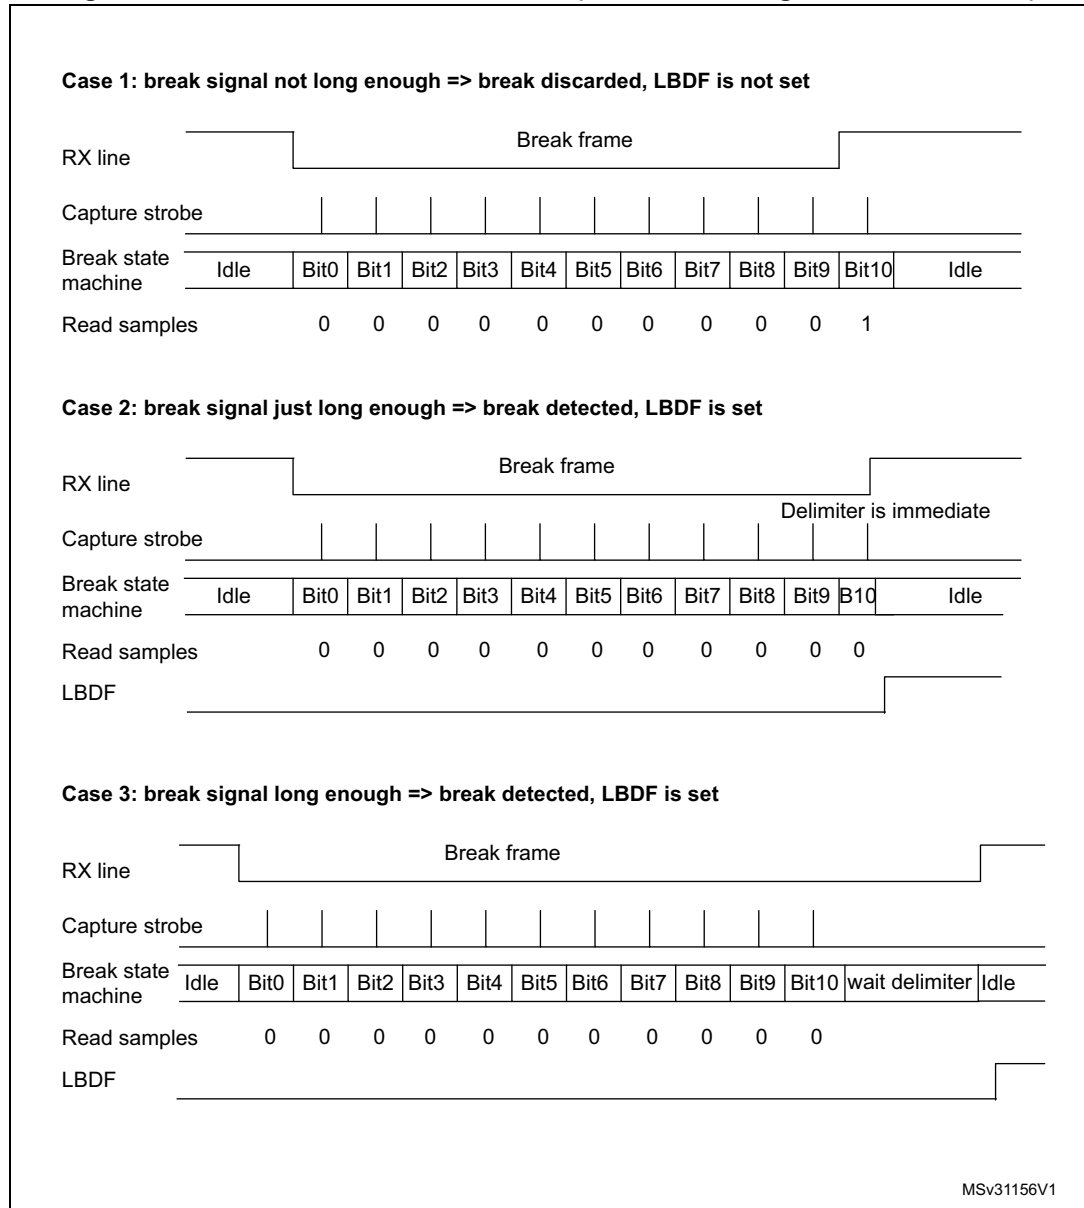 Case 1: break signal not long enough => break discarded, LBDF is not set
Break frame
RX line
Capture strobe
Break state machine Idle Bit0 Bit1 Bit2 Bit3 Bit4 Bit5 Bit6 Bit7 Bit8 Bit9 Bit10 Idle
Read samples 0 0 0 0 0 0 0 0 0 0 1
Case 2: break signal just long enough => break detected, LBDF is set
Break frame
RX line
Delimiter is immediate
Capture strobe
Break state machine Idle Bit0 Bit1 Bit2 Bit3 Bit4 Bit5 Bit6 Bit7 Bit8 Bit9 B10 Idle
Read samples 0 0 0 0 0 0 0 0 0 0 0
LBDF
Case 3: break signal long enough => break detected, LBDF is set
Break frame
RX line
Capture strobe
Break state machine Idle Bit0 Bit1 Bit2 Bit3 Bit4 Bit5 Bit6 Bit7 Bit8 Bit9 Bit10 wait delimiter Idle
Read samples 0 0 0 0 0 0 0 0 0 0 0
LBDF
MSv31156V1